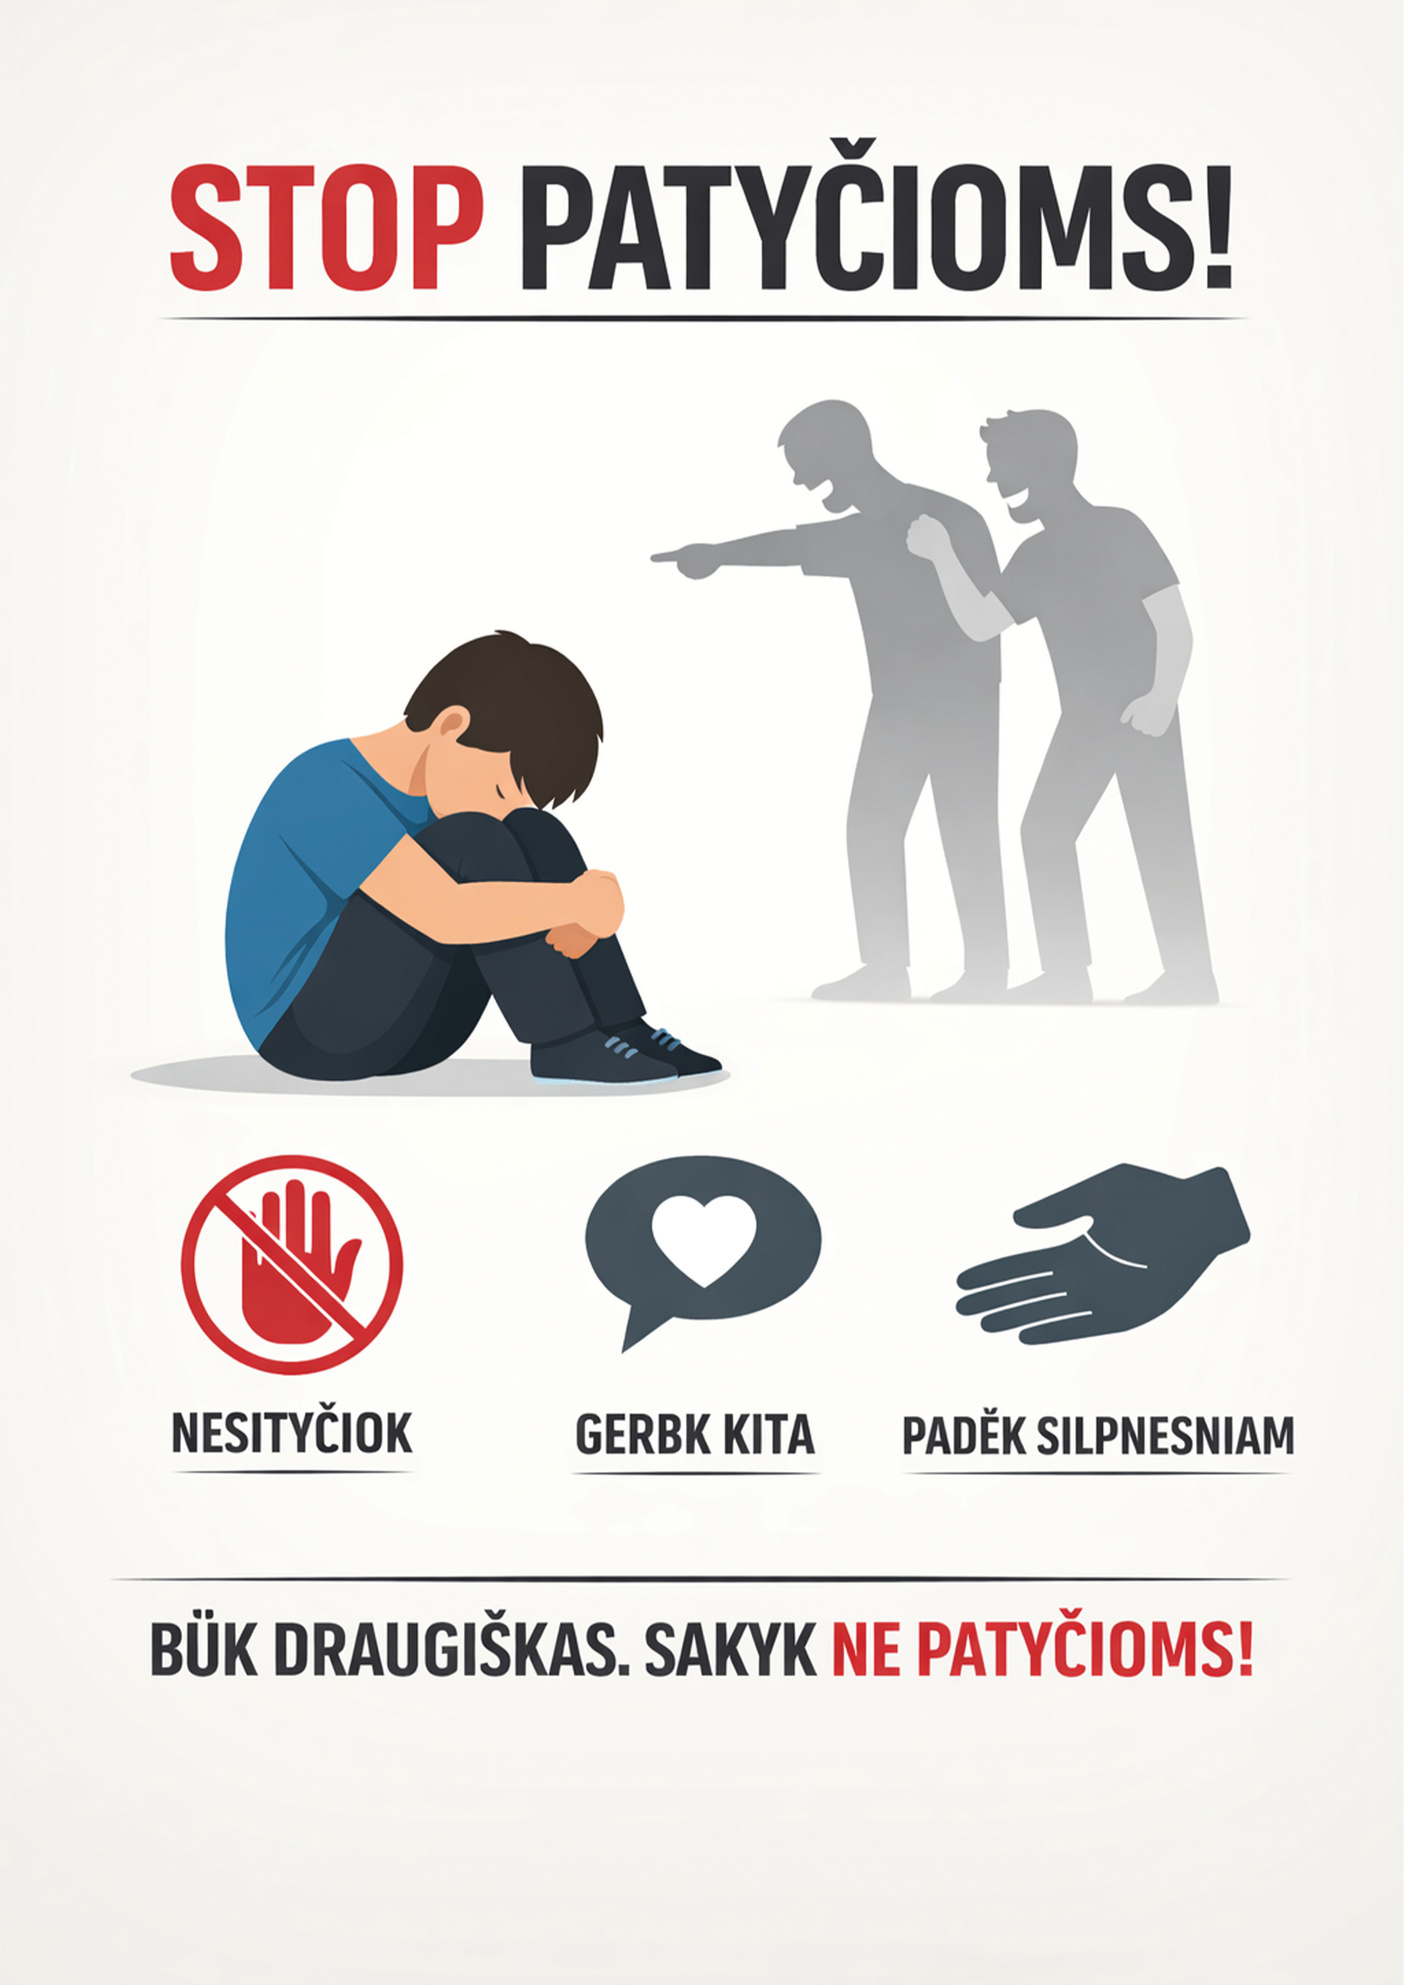 STOP PATYČIOMS!
NESITYČIOK
GERBK KITA
PADĚK SILPNESNIAM
BÜK DRAUGIŠKAS. SAKYK NE PATYČIOMS!